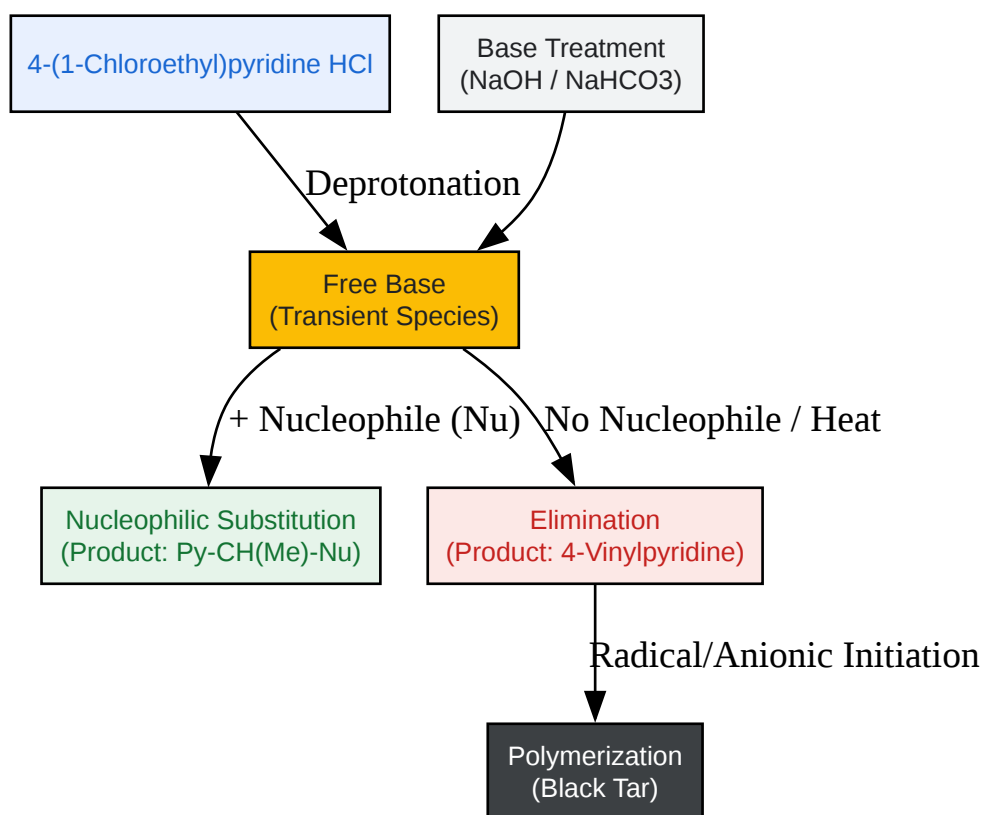 4-(1-Chloroethyl)pyridine HCl
Base Treatment
(NaOH / NaHCO3)
Deprotonation
Free Base
(Transient Species)
+ Nucleophile (Nu)
No Nucleophile / Heat
Nucleophilic Substitution
(Product: Py-CH(Me)-Nu)
Elimination
(Product: 4-Vinylpyridine)
Radical/Anionic Initiation
Polymerization
(Black Tar)